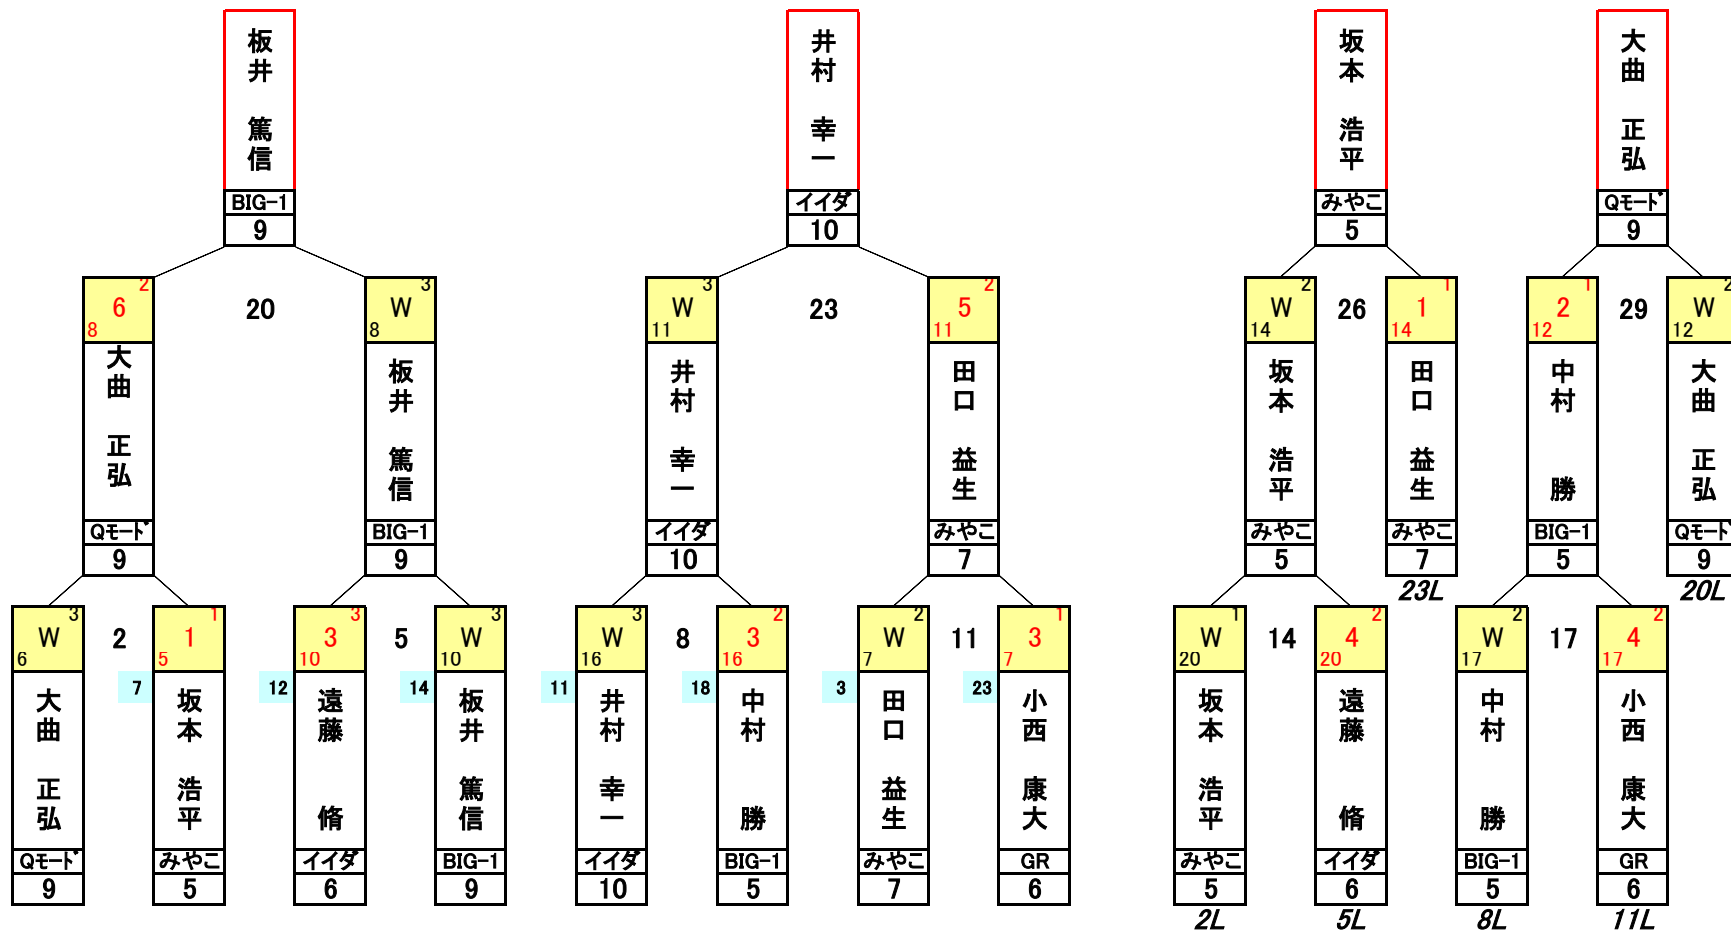 板井 篤信
BIG-1
9
井村 幸一
イイダ
10
坂本 浩平
みやこ
5
大曲 正弘
Qモード
9
2
6
8
20
3
W
8
3
W
11
23
2
5
11
2
W
14
26
1
1
14
1
2
12
29
2
W
12
大曲 正弘
Qモード
9
板井 篤信
BIG-1
9
井村 幸一
イイダ
10
田口 益生
みやこ
7
坂本 浩平
みやこ
5
田口 益生
みやこ
7
23L
中村 勝
BIG-1
5
大曲 正弘
Qモード
9
20L
3
W
6
2
1
1
5
3
3
10
5
3
W
10
3
W
16
8
2
3
16
2
W
7
11
1
3
7
1
W
20
14
2
4
20
2
W
17
17
2
4
17
7
12
14
11
18
3
23
大曲 正弘
Qモード
9
坂本 浩平
みやこ
5
遠藤 脩
イイダ
6
板井 篤信
BIG-1
9
井村 幸一
イイダ
10
中村 勝
BIG-1
5
田口 益生
みやこ
7
小西 康大
GR
6
坂本 浩平
みやこ
5
2L
遠藤 脩
イイダ
6
5L
中村 勝
BIG-1
5
8L
小西 康大
GR
6
11L